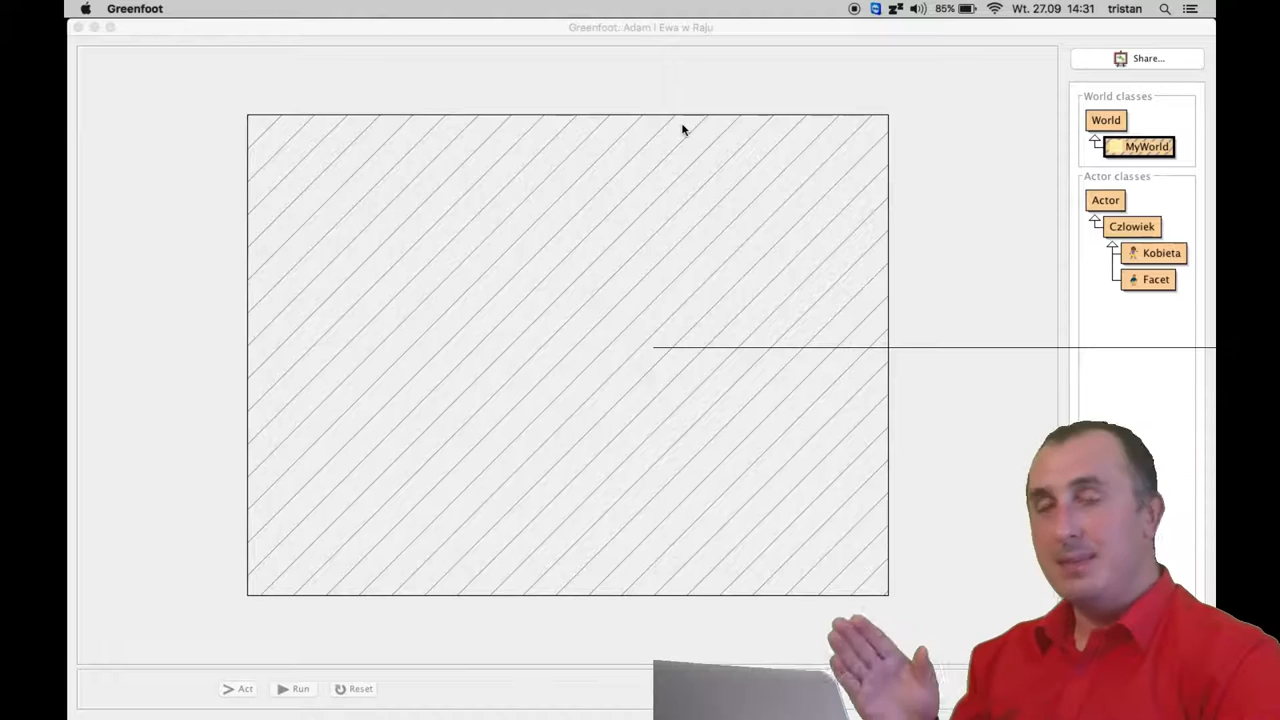 Greenfoot 85% Wt. 27.09 14:31 tristan
Greenfoot: Adam i Ewa w Raju
Share...
World classes
World
MyWorld
Actor classes
Actor
Czlowiek
Kobieta
Facet
Act Run Reset